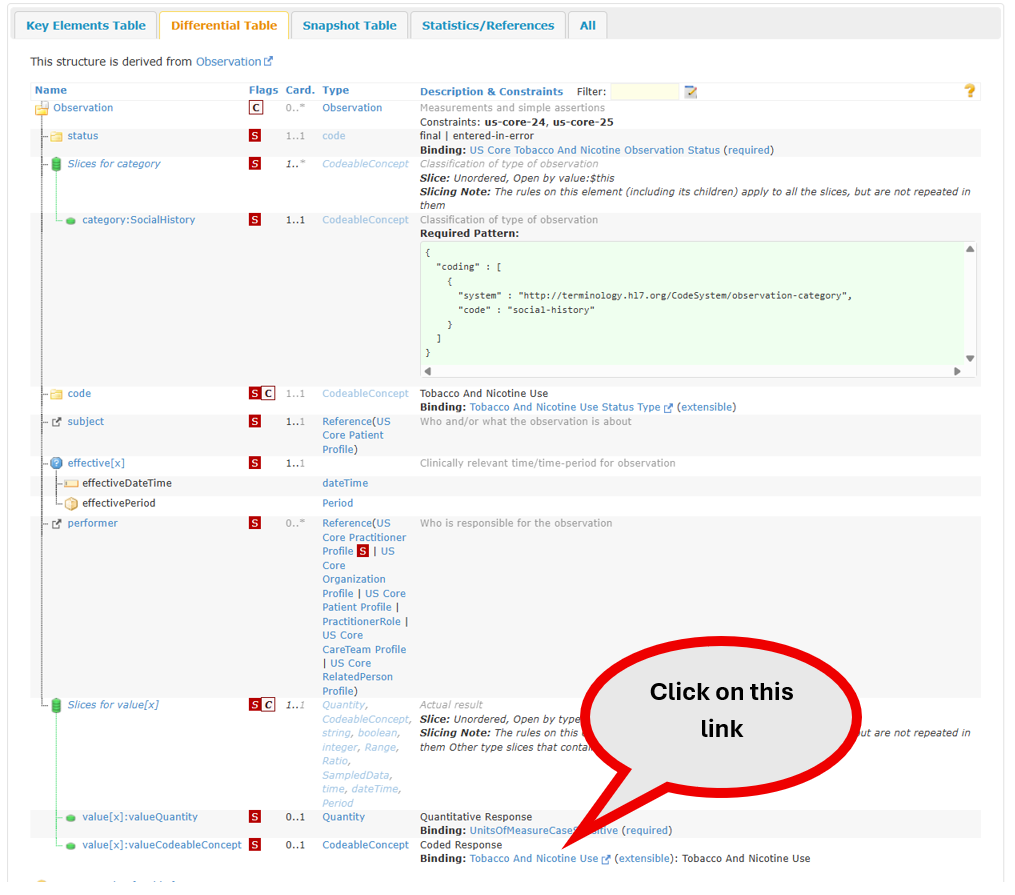 Key Elements Table Differential Table Snapshot Table Statistics/References All
This structure is derived from Observation
Name Flags Card. Type Description & Constraints Filter: ?
Observation C 0..* Observation Measurements and simple assertions
Constraints: us-core-24, us-core-25
status S 1..1 code final | entered-in-error
Binding: US Core Tobacco And Nicotine Observation Status (required)
Slices for category S 1..* CodeableConcept Classification of type of observation
Slice: Unordered, Open by value:$this
Slicing Note: The rules on this element (including its children) apply to all the slices, but are not repeated in
them
category:SocialHistory S 1..1 CodeableConcept Classification of type of observation
Required Pattern:
{
"coding" : [
{
"system" : "http://terminology.hl7.org/CodeSystem/observation-category",
"code" : "social-history"
}
]
}
code S C 1..1 CodeableConcept Tobacco And Nicotine Use
Binding: Tobacco And Nicotine Use Status Type (extensible)
subject S 1..1 Reference(US Who and/or what the observation is about
Core Patient
Profile)
effective[x] S 1..1 Clinically relevant time/time-period for observation
effectiveDateTime dateTime
effectivePeriod Period
performer S 0..* Reference(US Who is responsible for the observation
Core Practitioner
Profile S | US
Core
Organization
Profile | US Core
Patient Profile |
PractitionerRole |
US Core
CareTeam Profile
| US Core
RelatedPerson
Profile)
Click on this
link
Slices for value[x] S C 1..1 Quantity, Actual result
CodeableConcept, Slice: Unordered, Open by type
string, boolean, Slicing Note: The rules on this but are not repeated in
integer, Range, them Other type slices that
Ratio,
SampledData,
time, dateTime,
Period
value[x]:valueQuantity S 0..1 Quantity Quantitative Response
Binding: (required)
value[x]:valueCodeableConcept S 0..1 CodeableConcept Coded Response
Binding: Tobacco And Nicotine Use (extensible): Tobacco And Nicotine Use